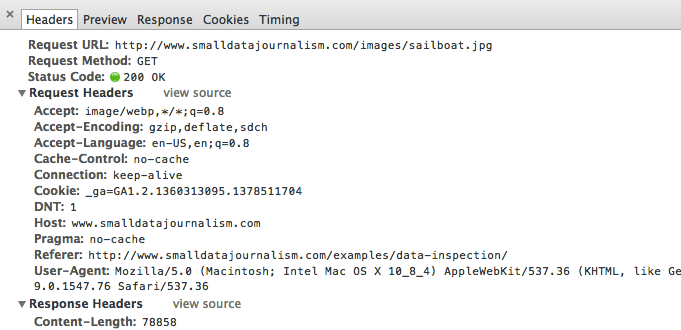 × Headers Preview Response Cookies Timing
Request URL: http://www.smalldatajournalism.com/images/sailboat.jpg
Request Method: GET
Status Code: 200 OK
▼ Request Headers view source
Accept: image/webp,*/*;q=0.8
Accept-Encoding: gzip,deflate,sdch
Accept-Language: en-US,en;q=0.8
Cache-Control: no-cache
Connection: keep-alive
Cookie: _ga=GA1.2.1360313095.1378511704
DNT: 1
Host: www.smalldatajournalism.com
Pragma: no-cache
Referer: http://www.smalldatajournalism.com/examples/data-inspection/
User-Agent: Mozilla/5.0 (Macintosh; Intel Mac OS X 10_8_4) AppleWebKit/537.36 (KHTML, like Ge
9.0.1547.76 Safari/537.36
▼ Response Headers view source
Content-Length: 78858